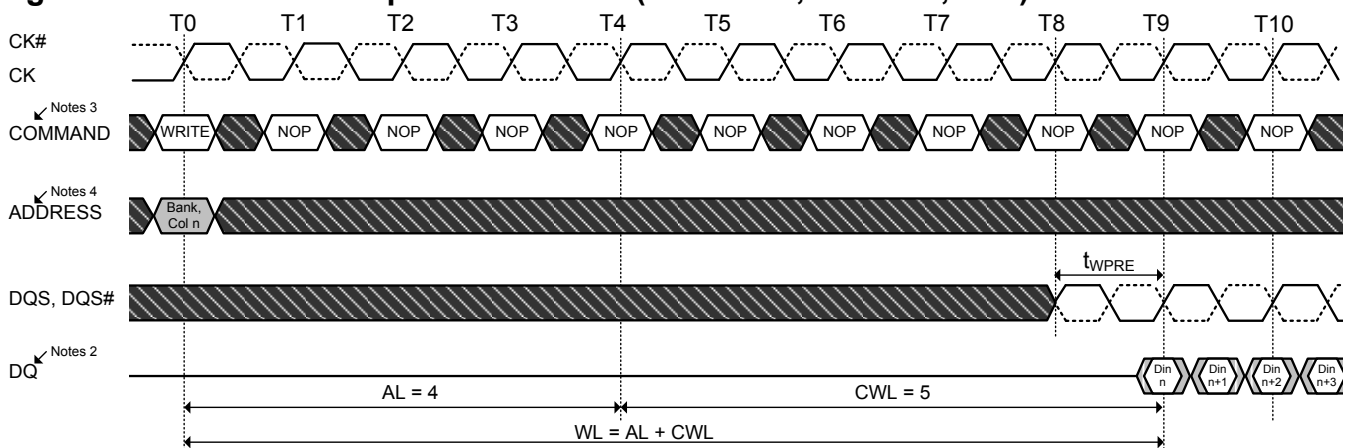 T0 T1 T2 T3 T4 T5 T6 T7 T8 T9 T10
CK#
CK
Notes 3
COMMAND WRITE NOP NOP NOP NOP NOP NOP NOP NOP NOP NOP
Notes 4
ADDRESS
Bank,
Col n
tWPRE
DQS, DQS#
Notes 2
DQ
Din
n
Din
n+1
Din
n+2
Din
n+3
AL = 4 CWL = 5
WL = AL + CWL